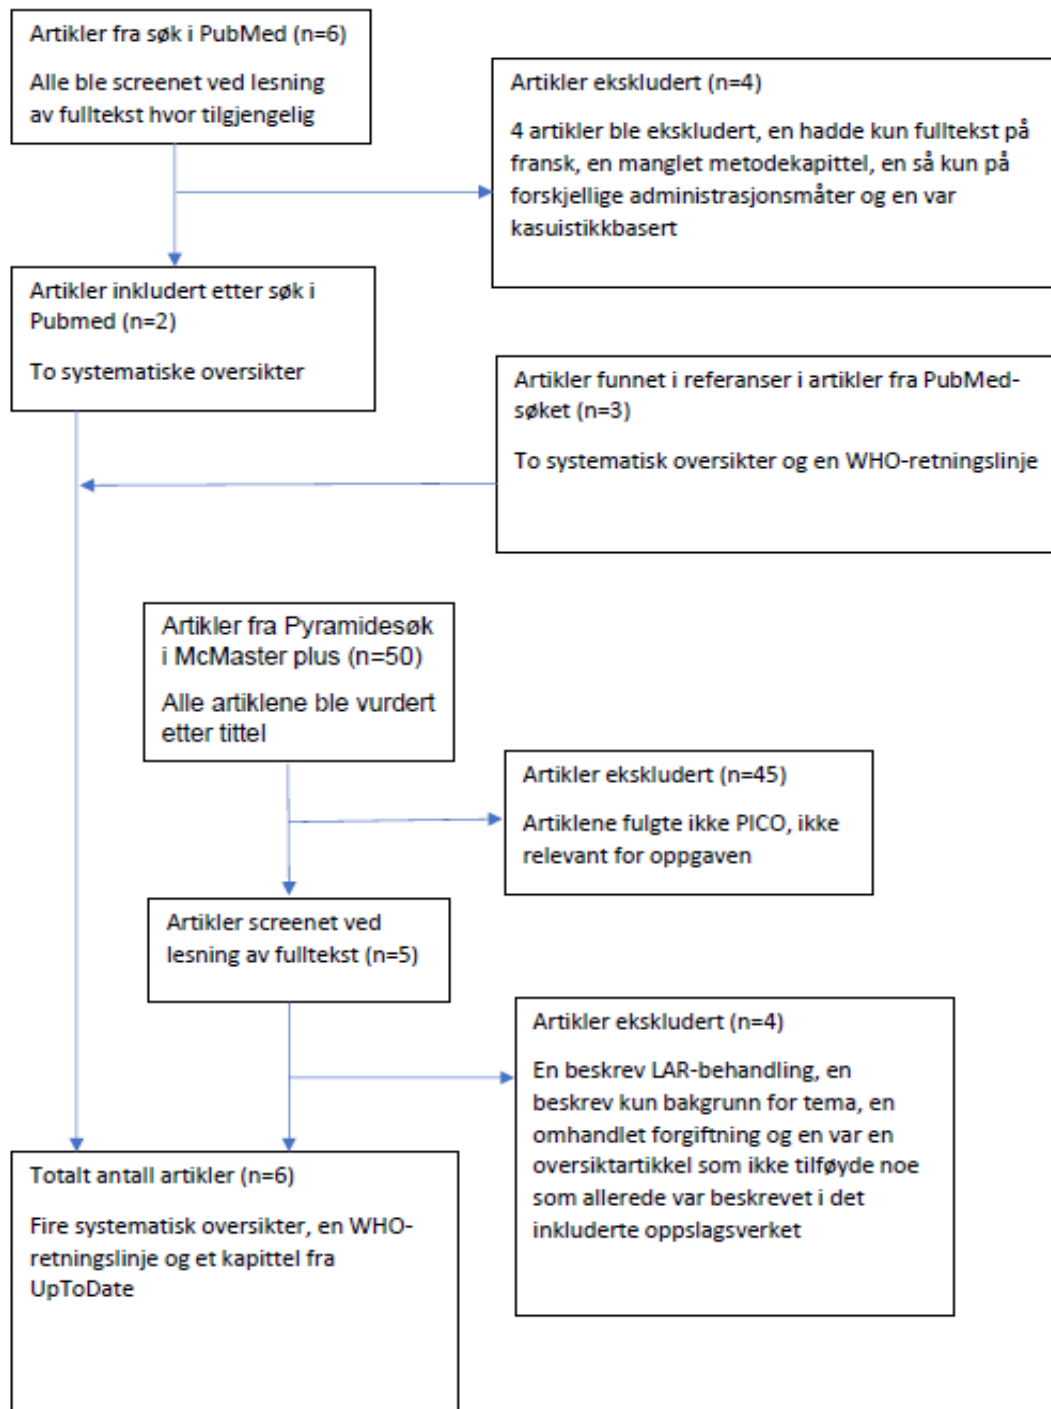 Artikler fra søk i PubMed (n=6)
Alle ble screenet ved lesning
av fulltekst hvor tilgjengelig
Artikler ekskludert (n=4)
4 artikler ble ekskludert, en hadde kun fulltekst på
fransk, en manglet metodekapittel, en så kun på
forskjellige administrasjonsmåter og en var
kasuistikkbasert
Artikler inkludert etter søk i
Pubmed (n=2)
To systematiske oversikter
Artikler funnet i referanser i artikler fra PubMed-
søket (n=3)
To systematisk oversikter og en WHO-retningslinje
Artikler fra Pyramidesøk
i McMaster plus (n=50)
Alle artiklene ble vurdert
etter tittel
Artikler ekskludert (n=45)
Artiklene fulgte ikke PICO, ikke
relevant for oppgaven
Artikler screenet ved
lesning av fulltekst (n=5)
Artikler ekskludert (n=4)
En beskrev LAR-behandling, en
beskrev kun bakgrunn for tema, en
omhandlet forgiftning og en var en
oversiktartikkel som ikke tilføyde noe
som allerede var beskrevet i det
inkluderte oppslagsverket
Totalt antall artikler (n=6)
Fire systematisk oversikter, en WHO-
retningslinje og et kapittel fra
UpToDate